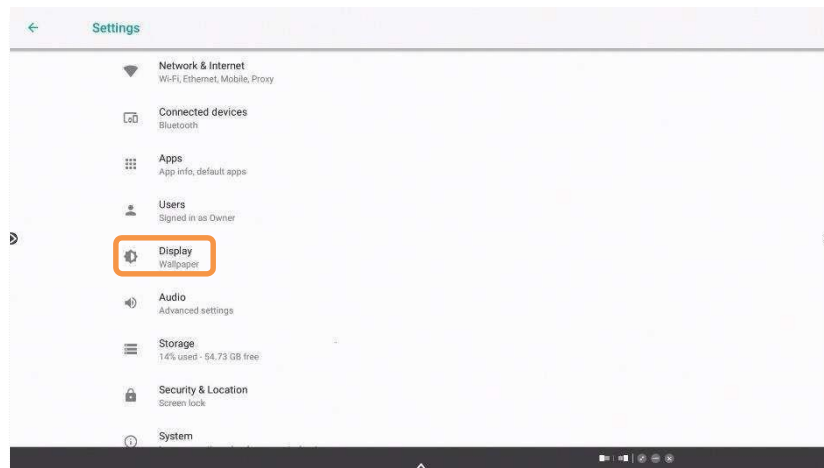 Settings
Network & Internet
Wi-Fi, Ethernet, Mobile, Proxy
Connected devices
Bluetooth
Apps
App info, default apps
Users
Signed in as Owner
Display
Wallpaper
Audio
Advanced settings
Storage
14% used - 54.73 GB free
Security & Location
Screen lock
System